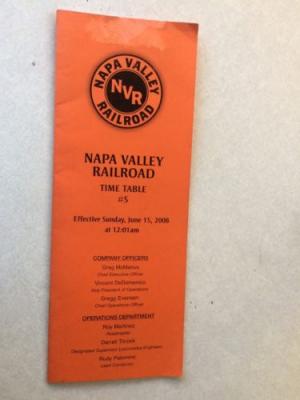 NAPA VALLEY
NVR
RAILROAD
NAPA VALLEY
RAILROAD
TIME TABLE
#5
Effective Sunday, June 15, 2008
at 12:01am
COMPANY OFFICERS
Greg McManus
Chief Executive Officer
Vincent DeDomenico
Vice President of Operations
Gregg Evensen
Chief Operations Officer
OPERATIONS DEPARTMENT
Roy Martinez
Roadmaster
Darrell
Designated Supervisor Locomotive Engineers
Rudy Palomino
Lead Conductor